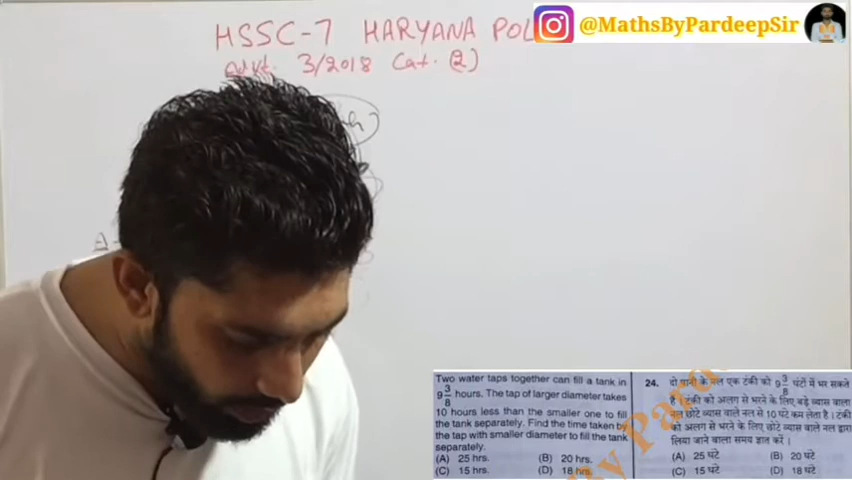 HSSC-7 HARYANA POL
@MathsByPardeepSir
Advt. 3/2018 Cat. (2)
A-
Two water taps together can fill a tank in
9 3/8 hours. The tap of larger diameter takes
10 hours less than the smaller one to fill
the tank separately. Find the time taken by
the tap with smaller diameter to fill the tank
separately.
(A) 25 hrs. (B) 20 hrs.
(C) 15 hrs. (D) 18 hrs.
24. दो पानी के नल एक टंकी को 9 3/8 घंटों में भर सकते
हैं। टंकी को अलग से भरने के लिए बड़े व्यास वाले
नल छोटे व्यास वाले नल से 10 घंटे कम लेता है। टंकी
को अलग से भरने के लिए छोटे व्यास वाले नल द्वारा
लिया जाने वाला समय ज्ञात करें।
(A) 25 घंटे (B) 20 घंटे
(C) 15 घंटे (D) 18 घंटे